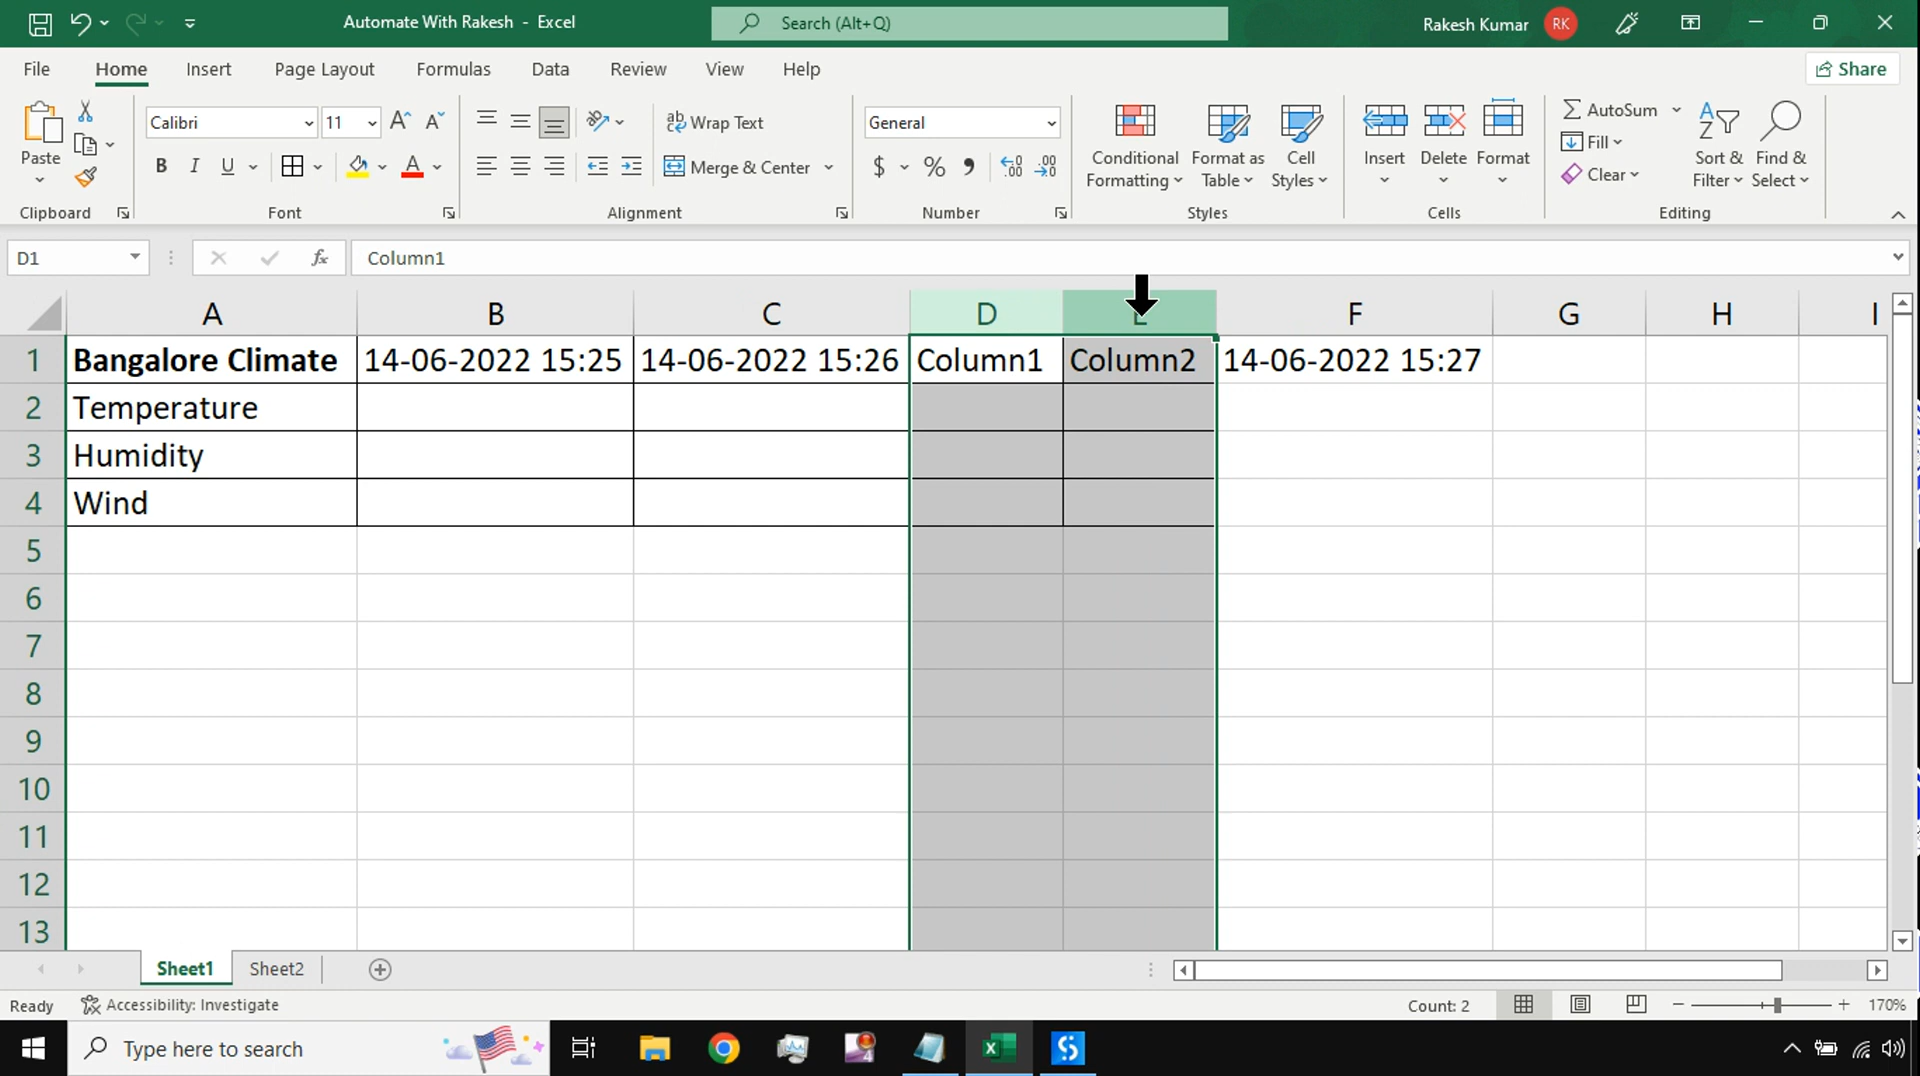 Automate With Rakesh - Excel
Search (Alt+Q)
Rakesh Kumar RK
File Home Insert Page Layout Formulas Data Review View Help
Share
Paste
Clipboard
Calibri 11
B I U
Font
Wrap Text
Merge & Center
Alignment
General
$ %
Number
Conditional Formatting
Format as Table
Cell Styles
Styles
Insert Delete Format
Cells
AutoSum
Fill
Clear
Sort & Filter
Find & Select
Editing
D1 fx Column1
A B C D F G H I
1 Bangalore Climate 14-06-2022 15:25 14-06-2022 15:26 Column1 Column2 14-06-2022 15:27
2 Temperature
3 Humidity
4 Wind
5
6
7
8
9
10
11
12
13
Sheet1 Sheet2
Ready Accessibility: Investigate Count: 2 170%
Type here to search